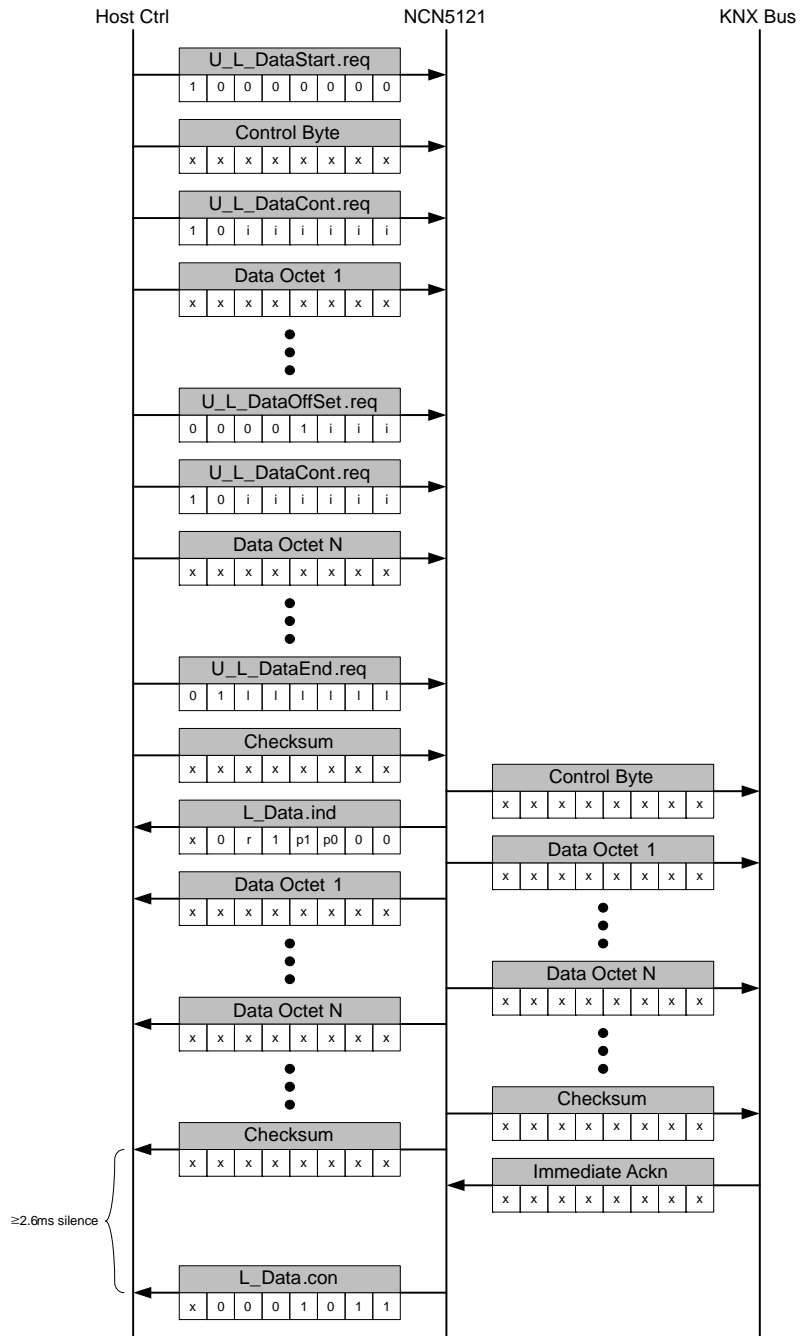 Host Ctrl NCN5121 KNX Bus
U_L_DataStart.req
1 0 0 0 0 0 0 0
Control Byte
x x x x x x x x
U_L_DataCont.req
1 0 i i i i i i
Data Octet 1
x x x x x x x x
U_L_DataOffSet.req
0 0 0 0 1 i i i
U_L_DataCont.req
1 0 i i i i i i
Data Octet N
x x x x x x x x
U_L_DataEnd.req
0 1 l l l l l l
Checksum
x x x x x x x x
Control Byte
x x x x x x x x
L_Data.ind
x 0 r 1 p1 p0 0 0
Data Octet 1
x x x x x x x x
Data Octet 1
x x x x x x x x
Data Octet N
x x x x x x x x
Data Octet N
x x x x x x x x
Checksum
x x x x x x x x
Checksum
x x x x x x x x
Immediate Ackn
x x x x x x x x
≥2.6ms silence
L_Data.con
x 0 0 0 1 0 1 1